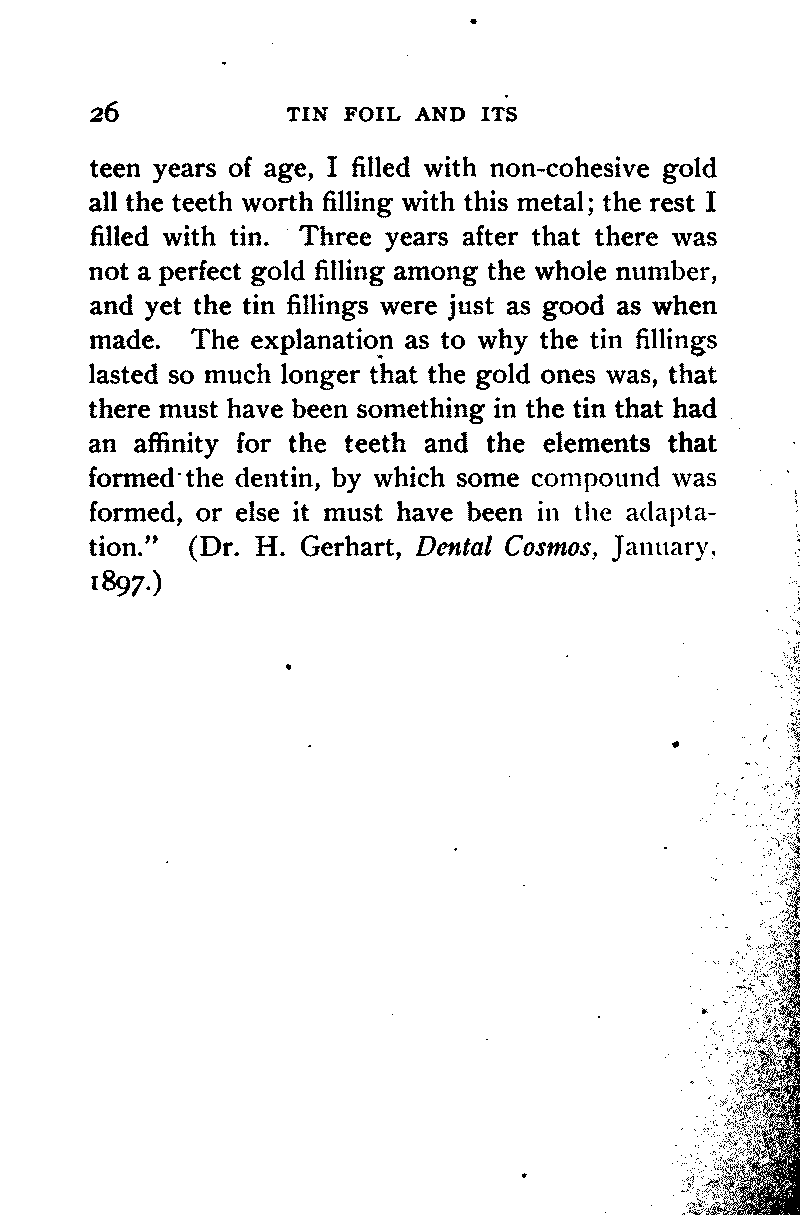 26 TIN FOIL AND ITS
teen years of age, I filled with non-cohesive gold
all the teeth worth filling with this metal; the rest I
filled with tin. Three years after that there was
not a perfect gold filling among the whole number,
and yet the tin fillings were just as good as when
made. The explanation as to why the tin fillings
lasted so much longer that the gold ones was, that
there must have been something in the tin that had
an affinity for the teeth and the elements that
formed the dentin, by which some compound was
formed, or else it must have been in the adapta-
tion.” (Dr. H. Gerhart, Dental Cosmos, January,
1897.)